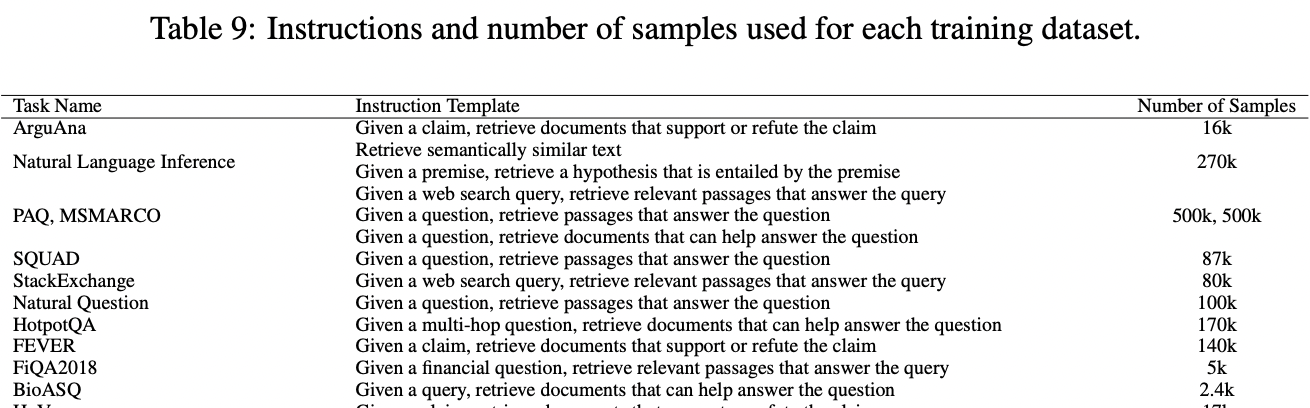 Table 9: Instructions and number of samples used for each training dataset.
Task Name Instruction Template Number of Samples
ArguAna Given a claim, retrieve documents that support or refute the claim 16k
Natural Language Inference Retrieve semantically similar text 270k
Given a premise, retrieve a hypothesis that is entailed by the premise
Given a web search query, retrieve relevant passages that answer the query
PAQ, MSMARCO Given a question, retrieve passages that answer the question 500k, 500k
Given a question, retrieve documents that can help answer the question
SQUAD Given a question, retrieve passages that answer the question 87k
StackExchange Given a web search query, retrieve relevant passages that answer the query 80k
Natural Question Given a question, retrieve passages that answer the question 100k
HotpotQA Given a multi-hop question, retrieve documents that can help answer the question 170k
FEVER Given a claim, retrieve documents that support or refute the claim 140k
FiQA2018 Given a financial question, retrieve relevant passages that answer the query 5k
BioASQ Given a query, retrieve documents that can help answer the question 2.4k